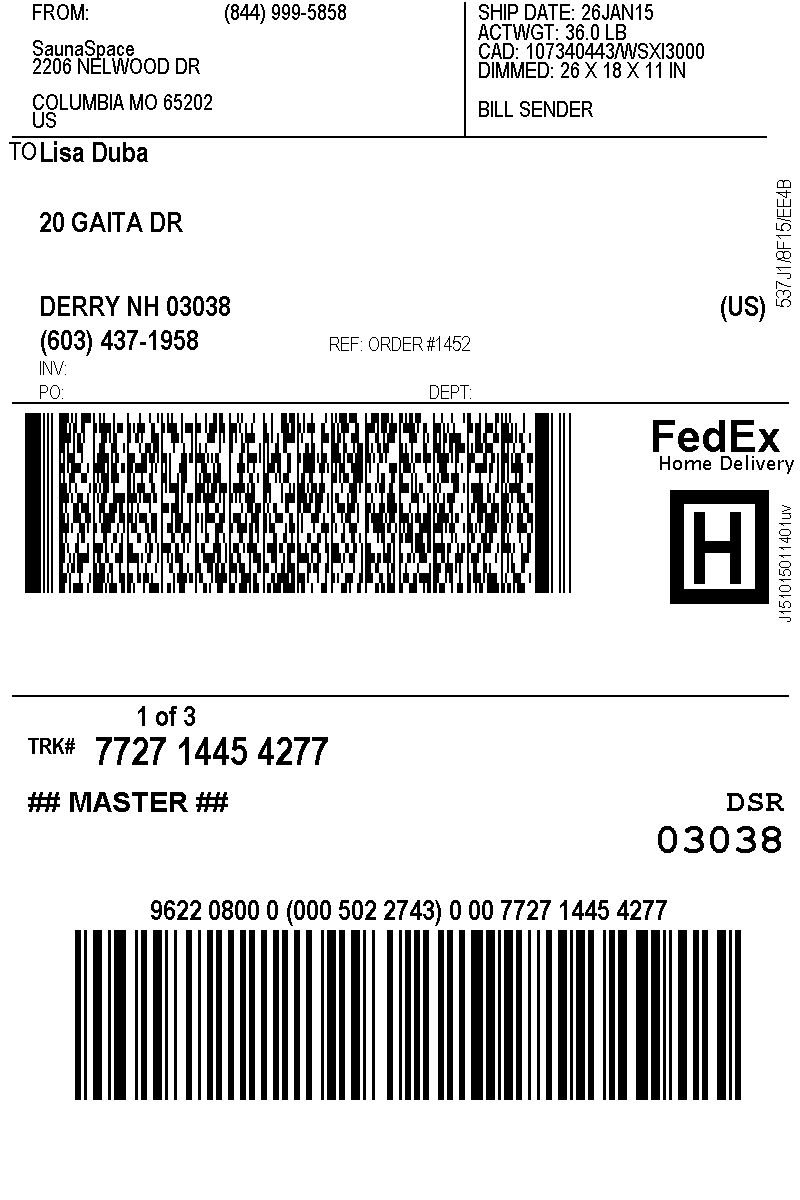 FROM: (844) 999-5858
SaunaSpace
2206 NELWOOD DR
COLUMBIA MO 65202
US
SHIP DATE: 26JAN15
ACTWGT: 36.0 LB
CAD: 107340443/WSXI3000
DIMMED: 26 X 18 X 11 IN
BILL SENDER
TO Lisa Duba
20 GAITA DR
DERRY NH 03038 (US)
(603) 437-1958 REF: ORDER #1452
INV:
PO: DEPT:
537J1/8F15/EE4B
FedEx
Home Delivery
H
J151015011401uv
1 of 3
TRK# 7727 1445 4277
## MASTER ## DSR
03038
9622 0800 0 (000 502 2743) 0 00 7727 1445 4277